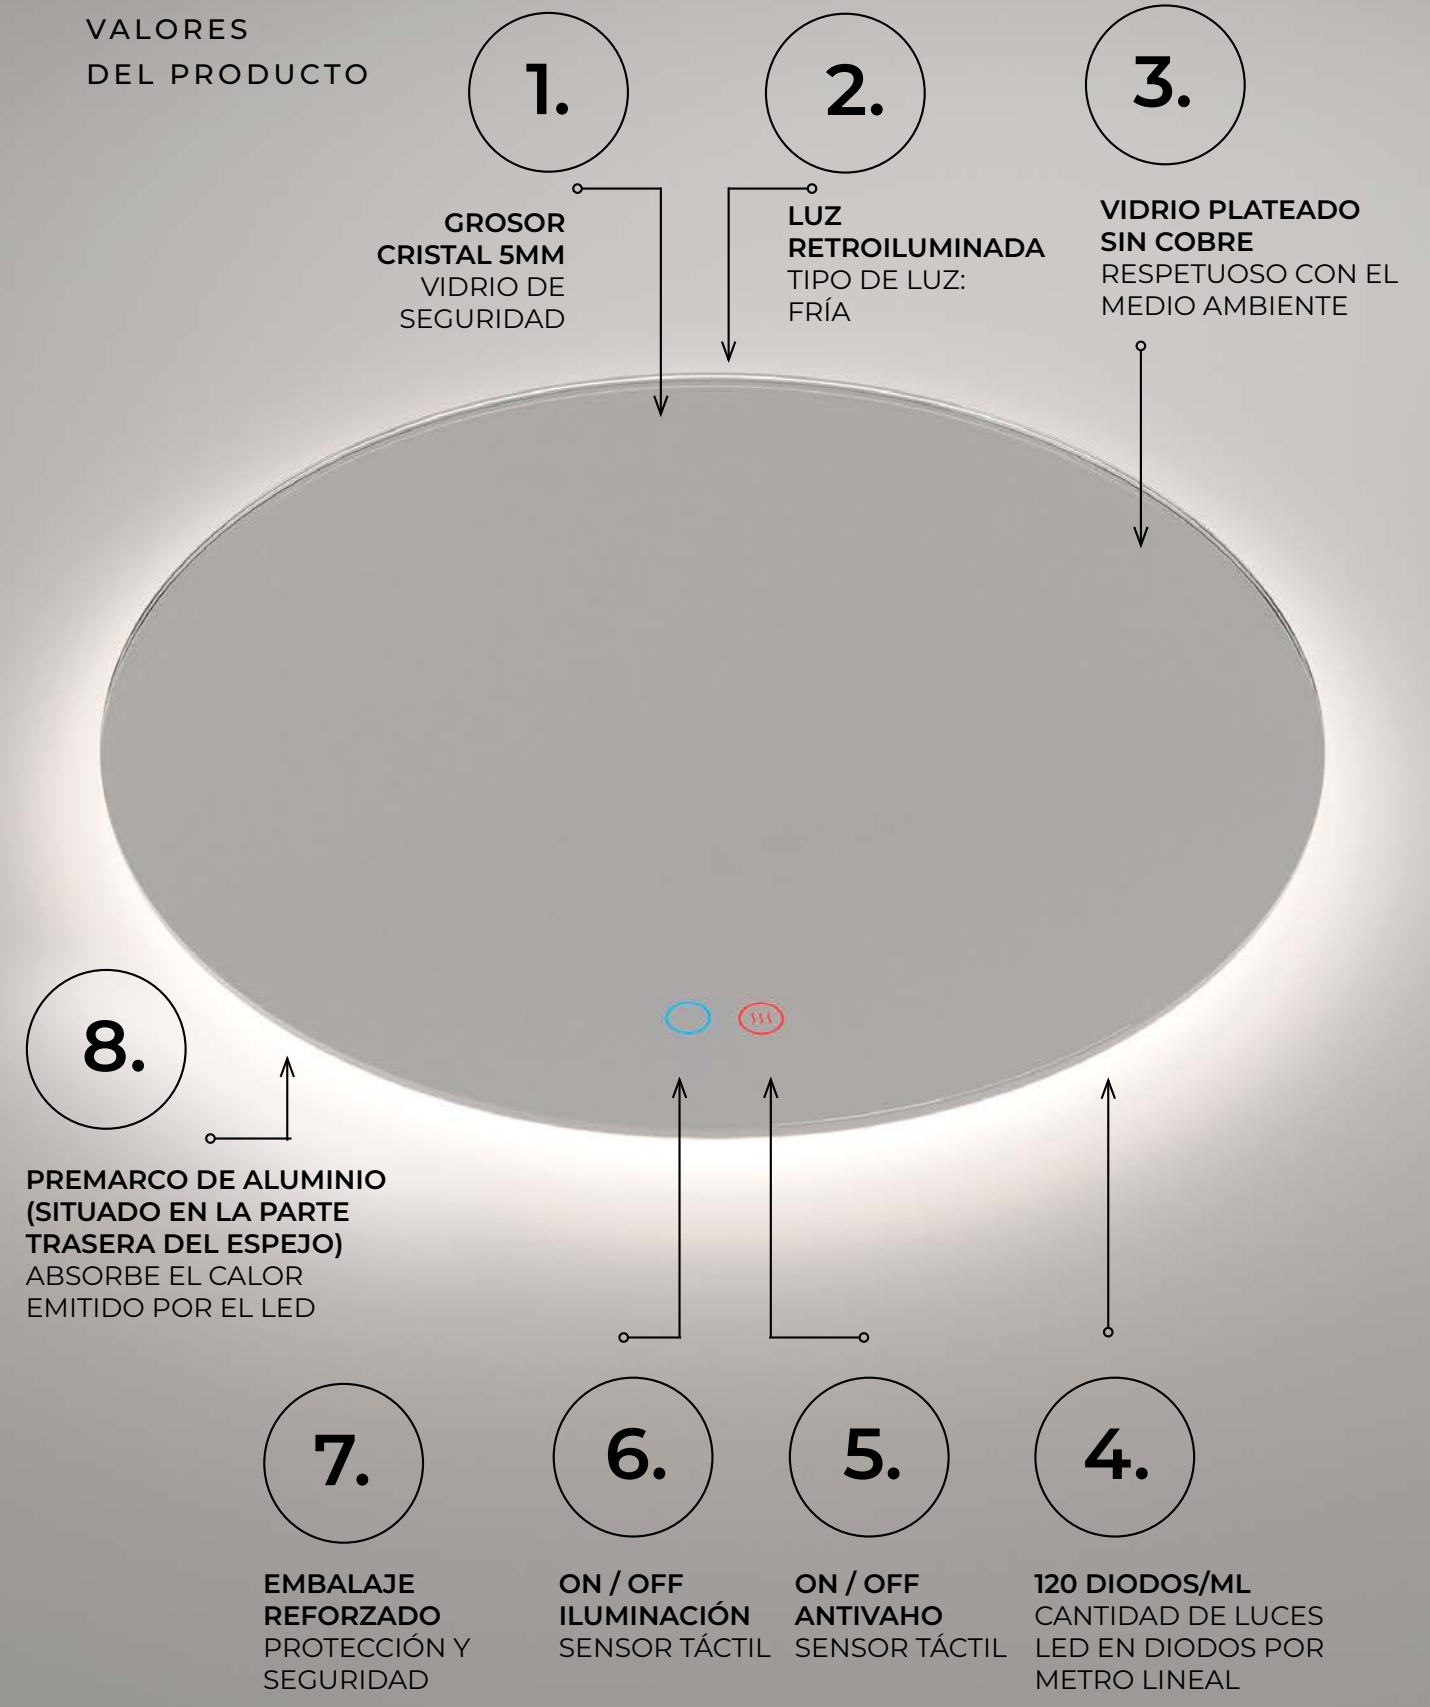 VALORES
DEL PRODUCTO
1.
GROSOR
CRISTAL 5MM
VIDRIO DE
SEGURIDAD
2.
LUZ
RETROILUMINADA
TIPO DE LUZ:
FRÍA
3.
VIDRIO PLATEADO
SIN COBRE
RESPETUOSO CON EL
MEDIO AMBIENTE
8.
PREMARCO DE ALUMINIO
(SITUADO EN LA PARTE
TRASERA DEL ESPEJO)
ABSORBE EL CALOR
EMITIDO POR EL LED
7.
EMBALAJE
REFORZADO
PROTECCIÓN Y
SEGURIDAD
6.
ON / OFF
ILUMINACIÓN
SENSOR TÁCTIL
5.
ON / OFF
ANTIVAHO
SENSOR TÁCTIL
4.
120 DIODOS/ML
CANTIDAD DE LUCES
LED EN DIODOS POR
METRO LINEAL